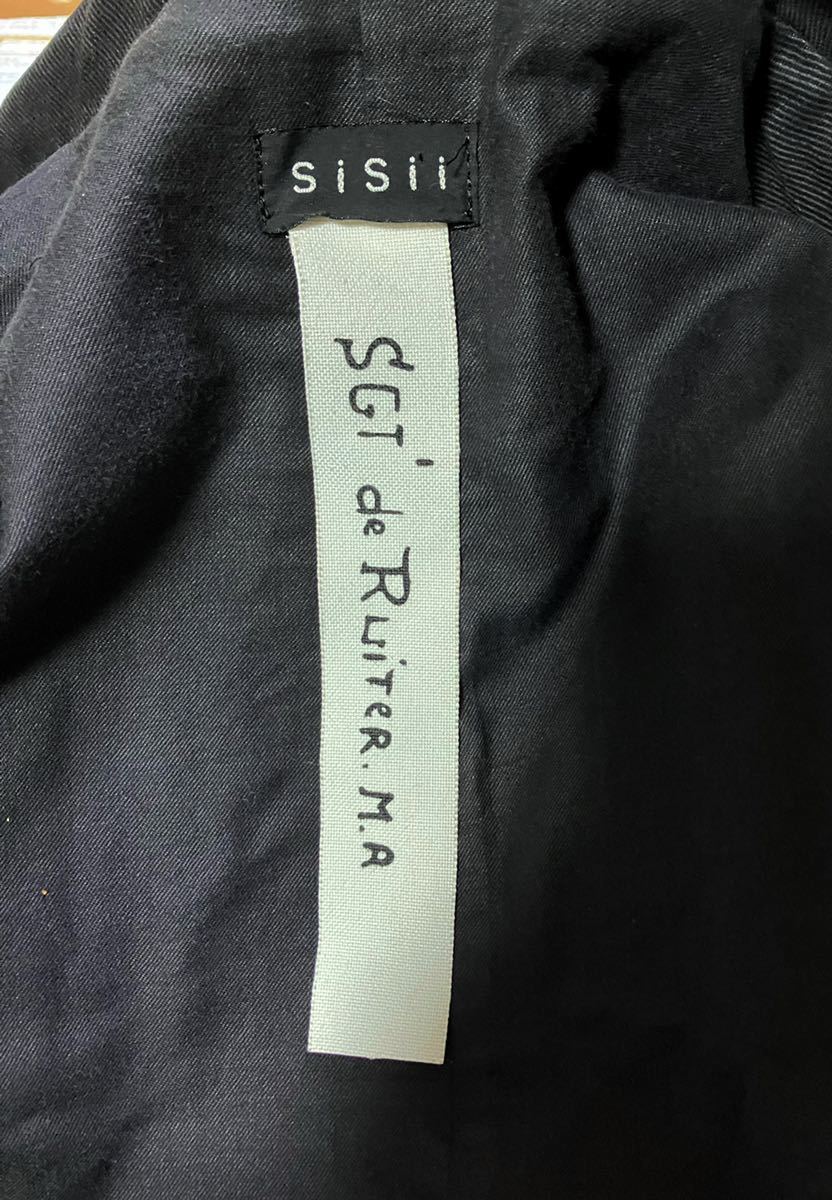 sisii
SGT' de RuiTeR. M.A